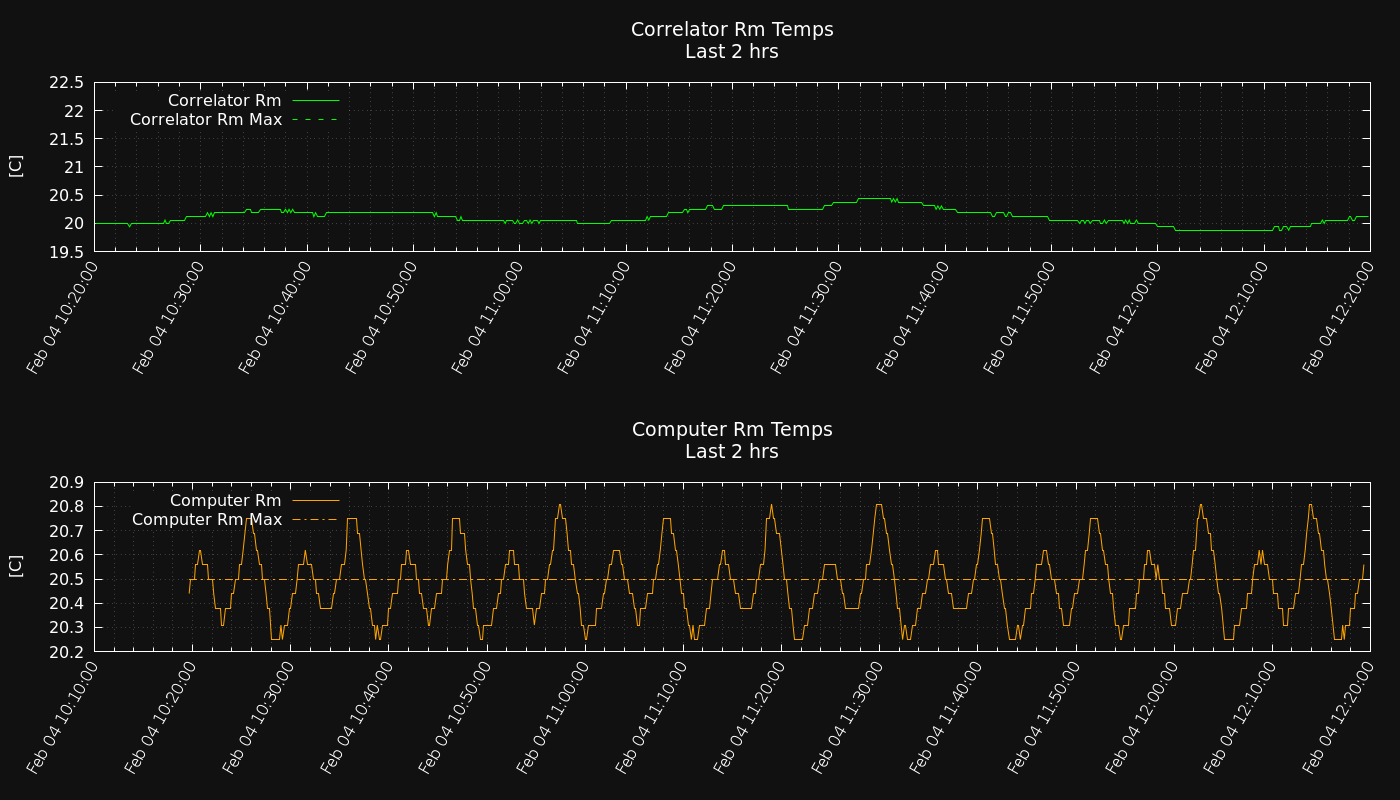 Correlator Rm Temps
Last 2 hrs
22.5
22
21.5
21
20.5
20
19.5
[C]
Correlator Rm
Correlator Rm Max
Feb 04 10:20:00
Feb 04 10:30:00
Feb 04 10:40:00
Feb 04 10:50:00
Feb 04 11:00:00
Feb 04 11:10:00
Feb 04 11:20:00
Feb 04 11:30:00
Feb 04 11:40:00
Feb 04 11:50:00
Feb 04 12:00:00
Feb 04 12:10:00
Feb 04 12:20:00
Computer Rm Temps
Last 2 hrs
20.9
20.8
20.7
20.6
20.5
20.4
20.3
20.2
[C]
Computer Rm
Computer Rm Max
Feb 04 10:10:00
Feb 04 10:20:00
Feb 04 10:30:00
Feb 04 10:40:00
Feb 04 10:50:00
Feb 04 11:00:00
Feb 04 11:10:00
Feb 04 11:20:00
Feb 04 11:30:00
Feb 04 11:40:00
Feb 04 11:50:00
Feb 04 12:00:00
Feb 04 12:10:00
Feb 04 12:20:00